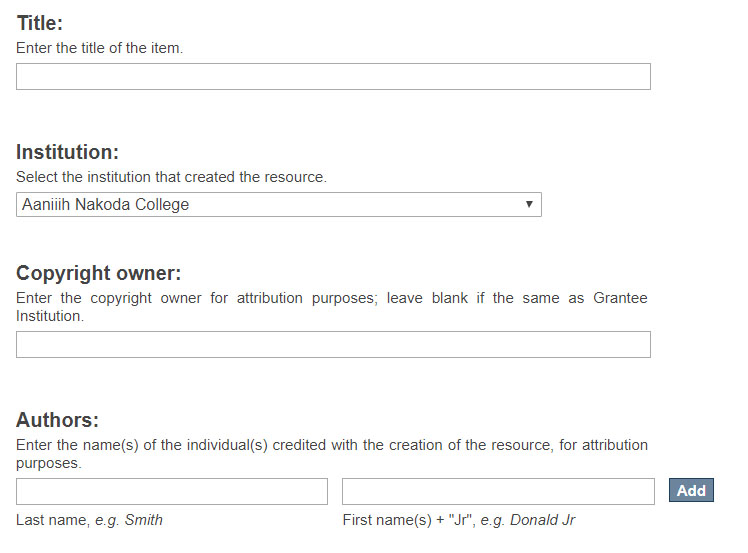 Title:
Enter the title of the item.
Institution:
Select the institution that created the resource.
Aaniiih Nakoda College ▼
Copyright owner:
Enter the copyright owner for attribution purposes; leave blank if the same as Grantee
Institution.
Authors:
Enter the name(s) of the individual(s) credited with the creation of the resource, for attribution
purposes.
Add
Last name, e.g. Smith
First name(s) + "Jr", e.g. Donald Jr